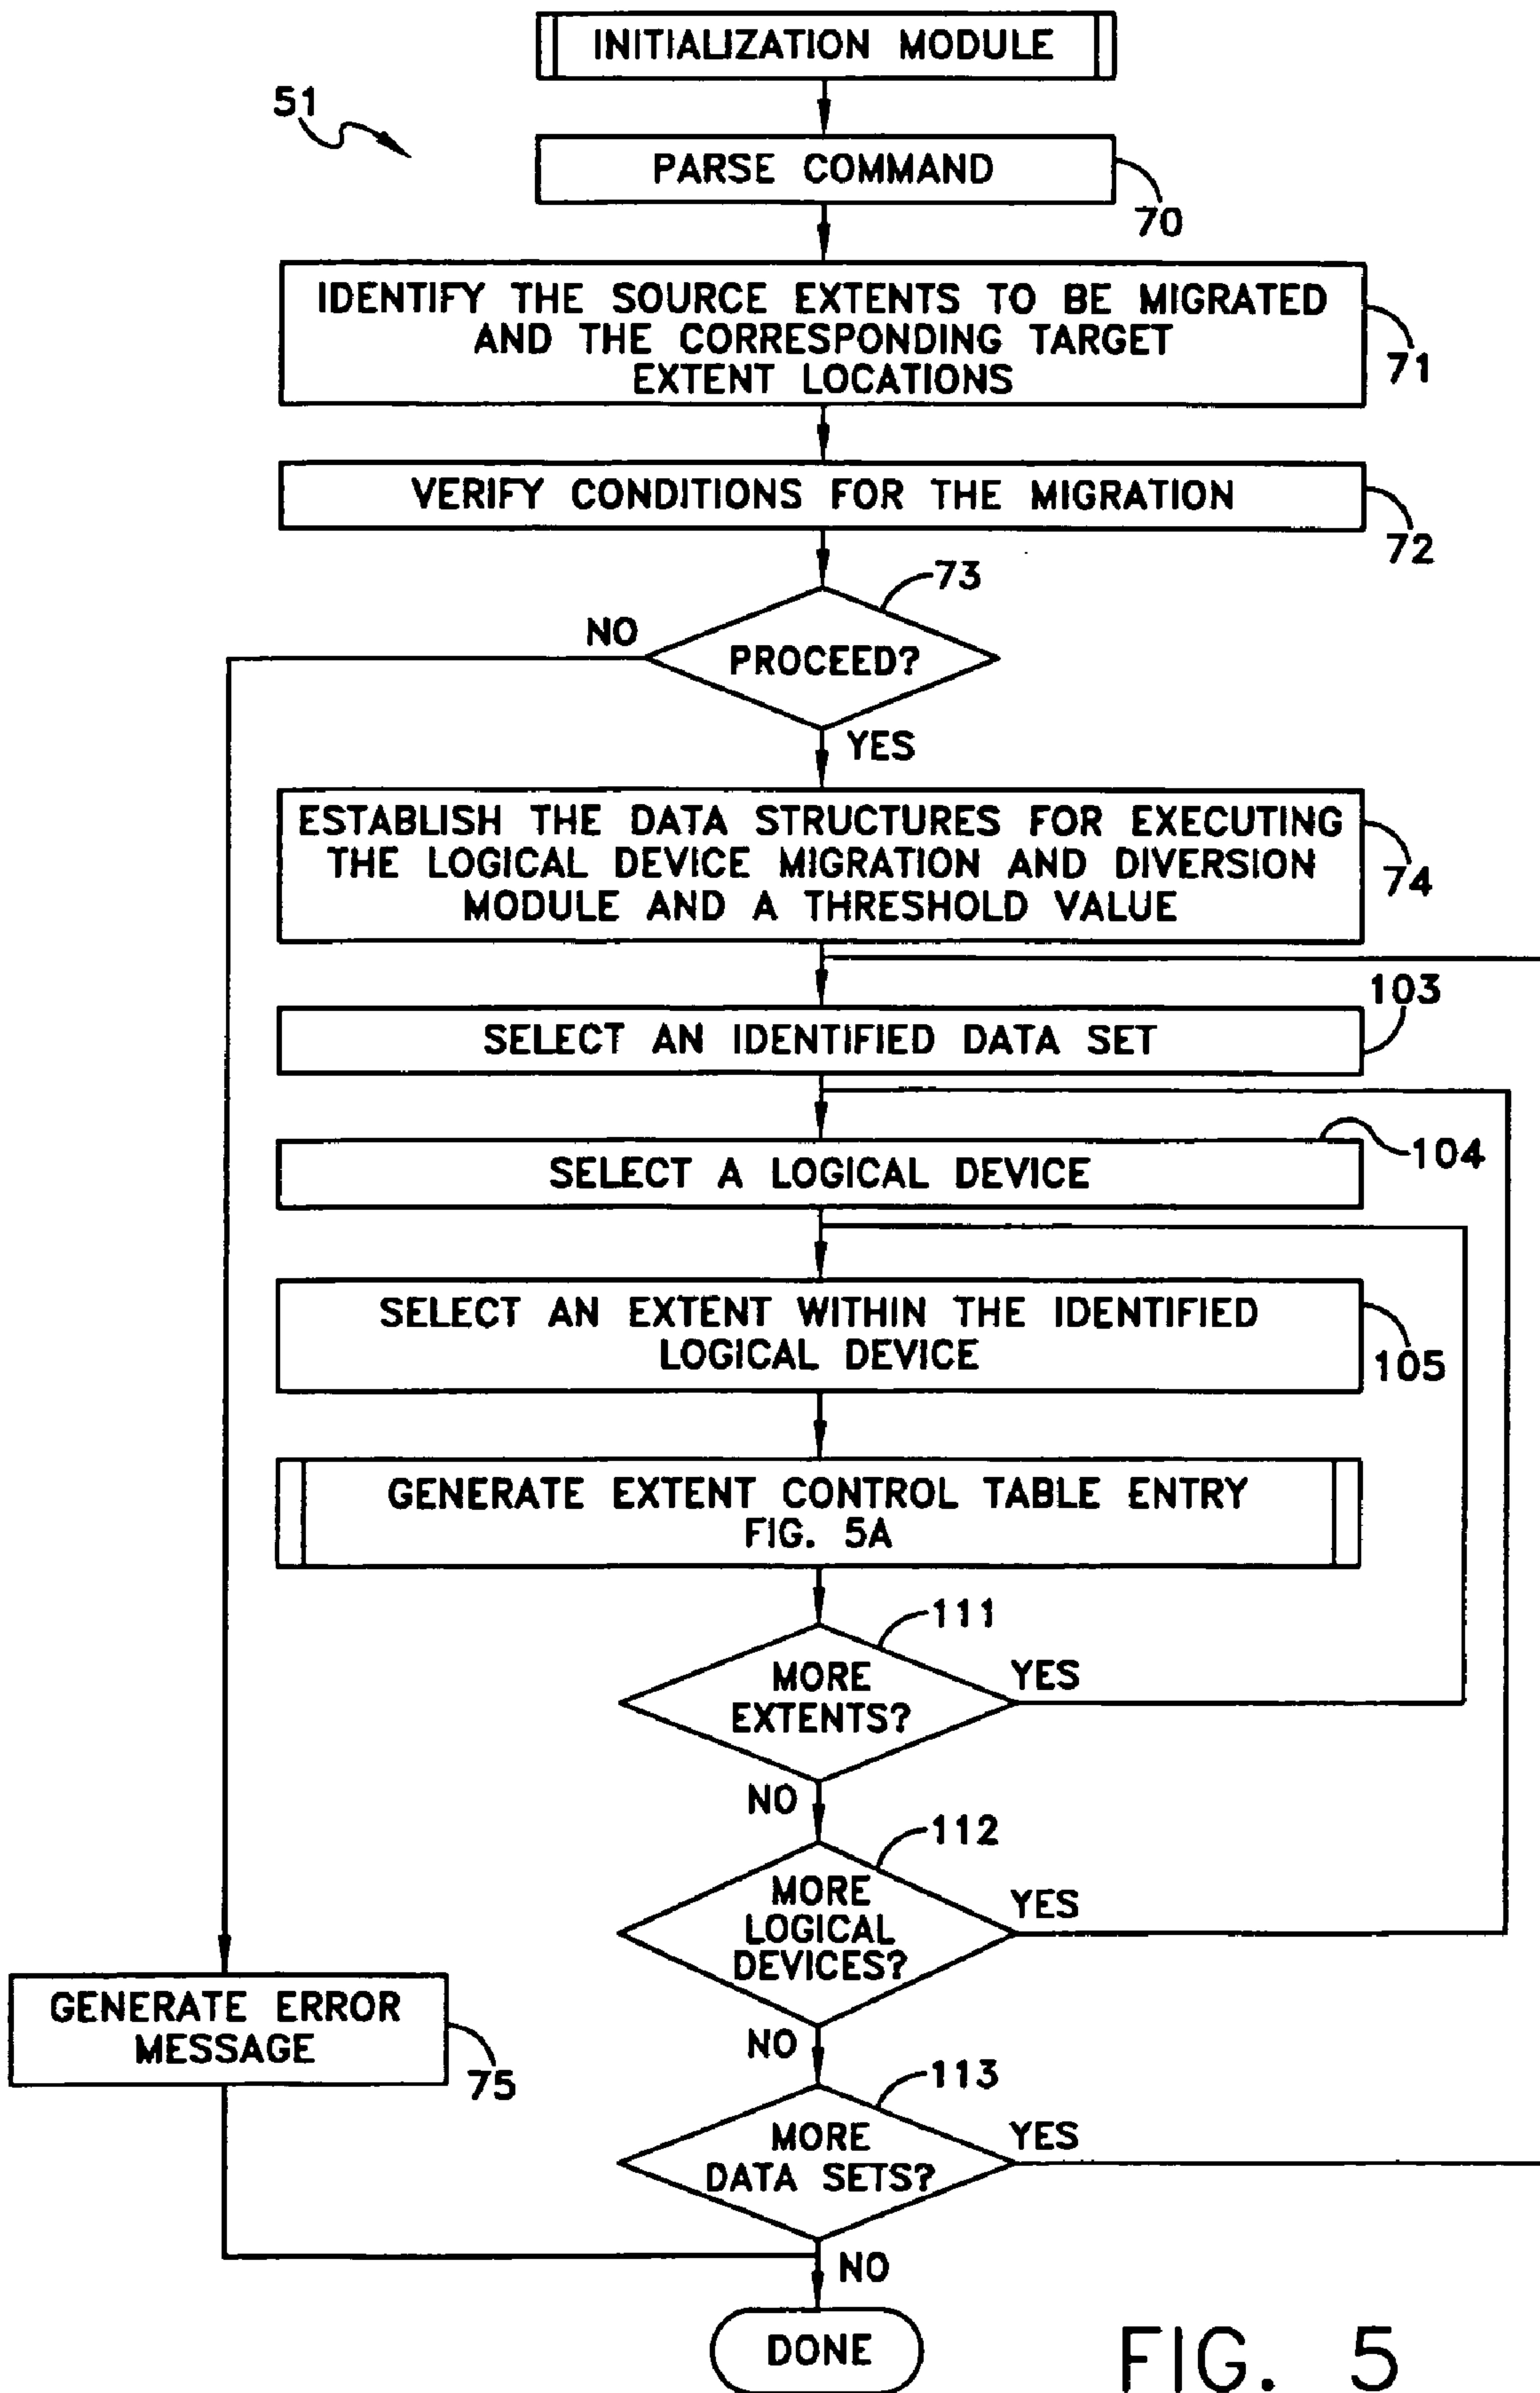 INITIALIZATION MODULE
51
PARSE COMMAND
70
IDENTIFY THE SOURCE EXTENTS TO BE MIGRATED
AND THE CORRESPONDING TARGET
EXTENT LOCATIONS
71
VERIFY CONDITIONS FOR THE MIGRATION
72
73
NO
PROCEED?
YES
ESTABLISH THE DATA STRUCTURES FOR EXECUTING
THE LOGICAL DEVICE MIGRATION AND DIVERSION
MODULE AND A THRESHOLD VALUE
74
103
SELECT AN IDENTIFIED DATA SET
SELECT A LOGICAL DEVICE
104
SELECT AN EXTENT WITHIN THE IDENTIFIED
LOGICAL DEVICE
105
GENERATE EXTENT CONTROL TABLE ENTRY
FIG. 5A
111
MORE
EXTENTS?
YES
NO
112
MORE
LOGICAL
DEVICES?
YES
NO
GENERATE ERROR
MESSAGE
75
113
MORE
DATA SETS?
YES
NO
DONE
FIG. 5